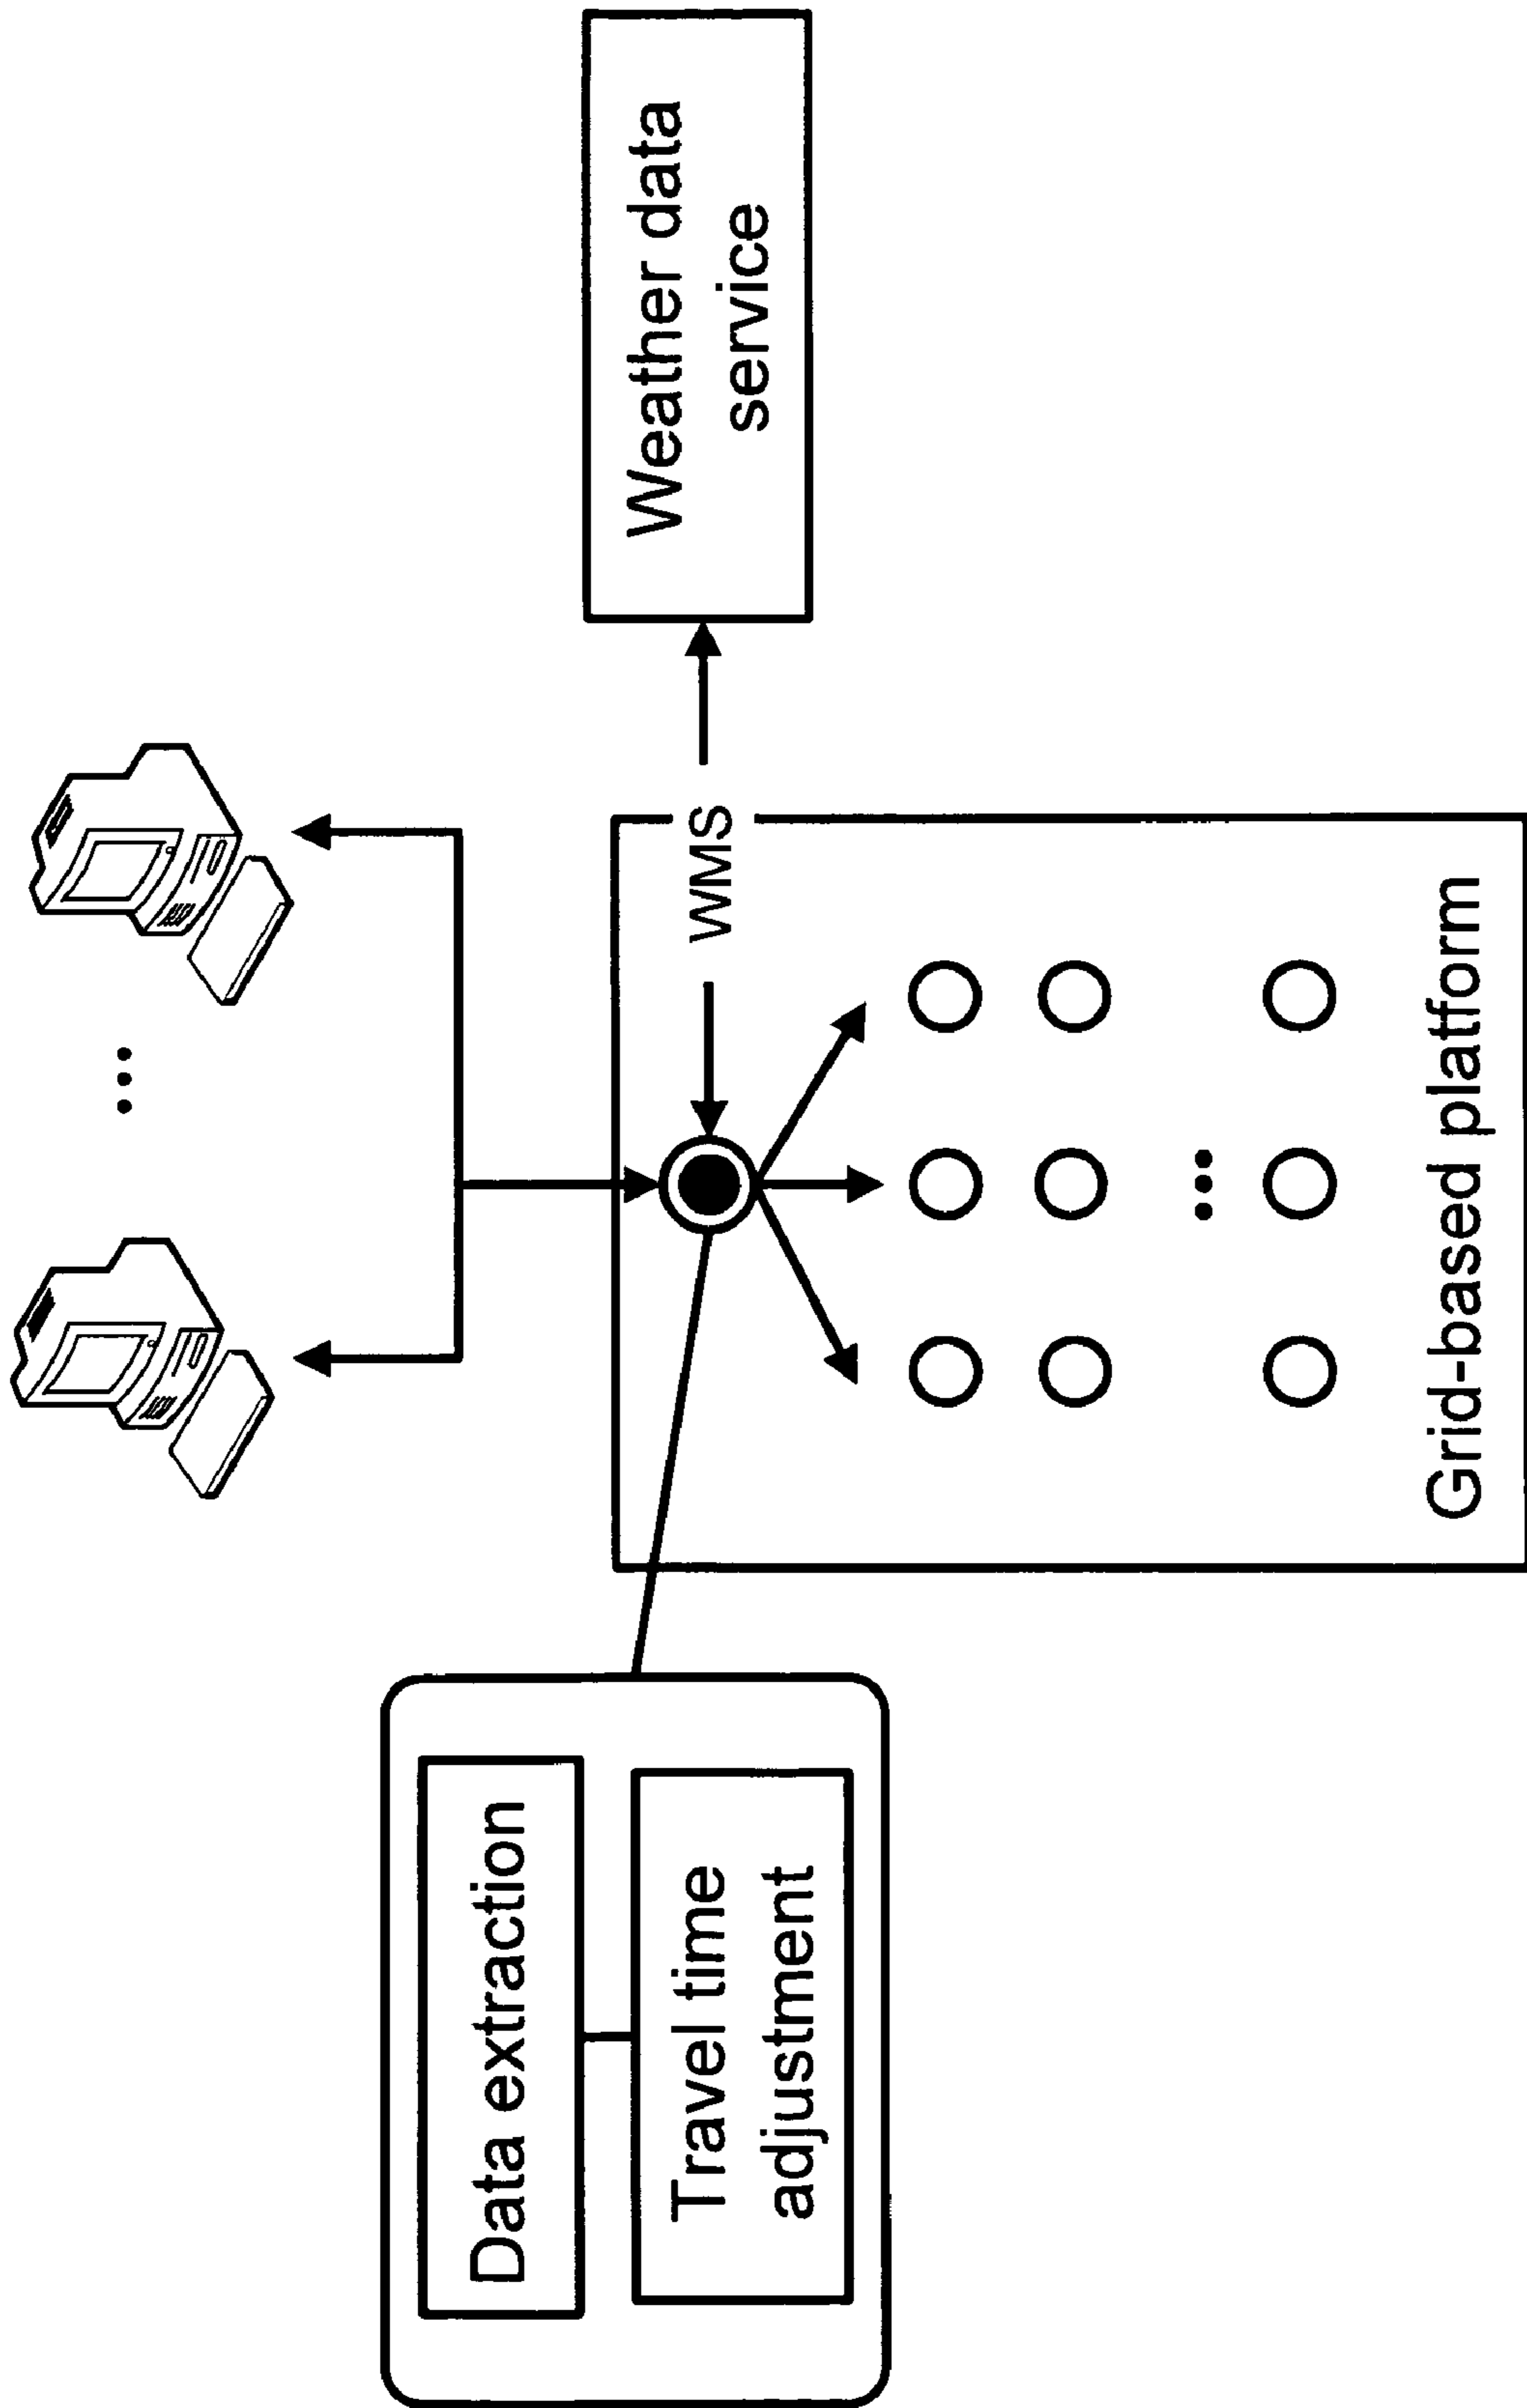 Data extraction
Travel time
adjustment
WMS
Weather data
service
Grid-based platform